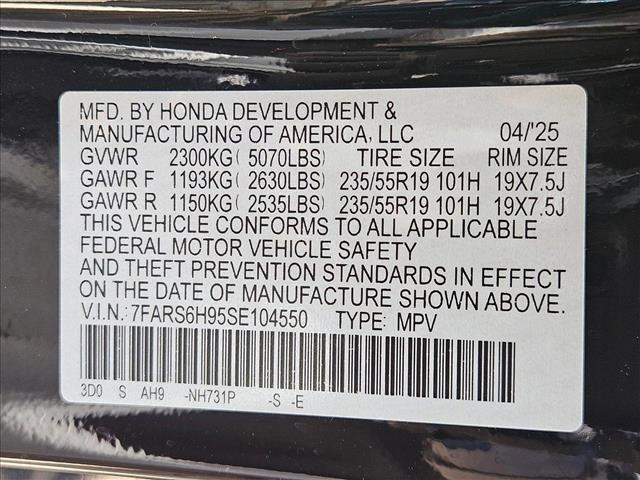 MFD. BY HONDA DEVELOPMENT &
MANUFACTURING OF AMERICA, LLC 04/'25
GVWR 2300KG( 5070LBS) TIRE SIZE RIM SIZE
GAWR F 1193KG( 2630LBS) 235/55R19 101H 19X7.5J
GAWR R 1150KG( 2535LBS) 235/55R19 101H 19X7.5J
THIS VEHICLE CONFORMS TO ALL APPLICABLE
FEDERAL MOTOR VEHICLE SAFETY
AND THEFT PREVENTION STANDARDS IN EFFECT
ON THE DATE OF MANUFACTURE SHOWN ABOVE.
V.I.N.: 7FARS6H95SE104550 TYPE: MPV
3D0 S AH9 -NH731P -S -E